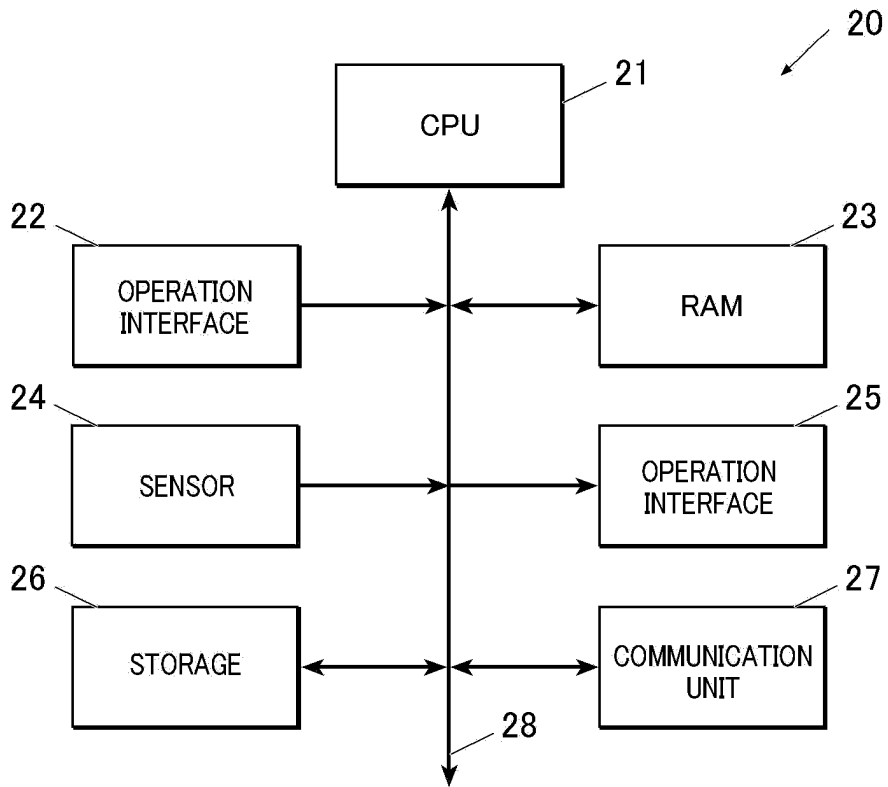 20
21
CPU
22
23
OPERATION
INTERFACE
RAM
24
25
SENSOR
OPERATION
INTERFACE
26
27
STORAGE
COMMUNICATION
UNIT
28